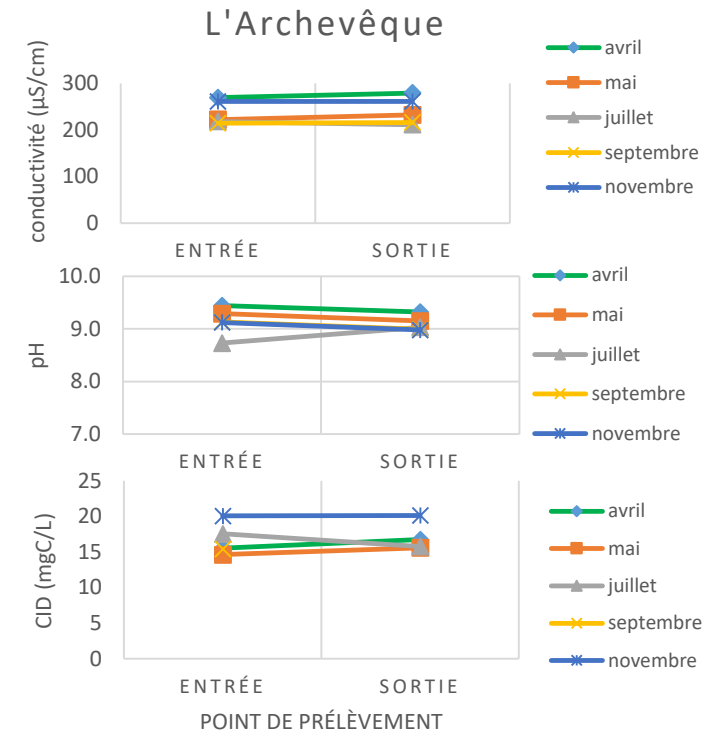 L'Archevêque
conductivité (µS/cm)
300
200
100
0
ENTRÉE SORTIE
avril
mai
juillet
septembre
novembre
pH
10.0
9.0
8.0
7.0
ENTRÉE SORTIE
avril
mai
juillet
septembre
novembre
CID (mgC/L)
25
20
15
10
5
0
ENTRÉE SORTIE
POINT DE PRÉLÈVEMENT
avril
mai
juillet
septembre
novembre